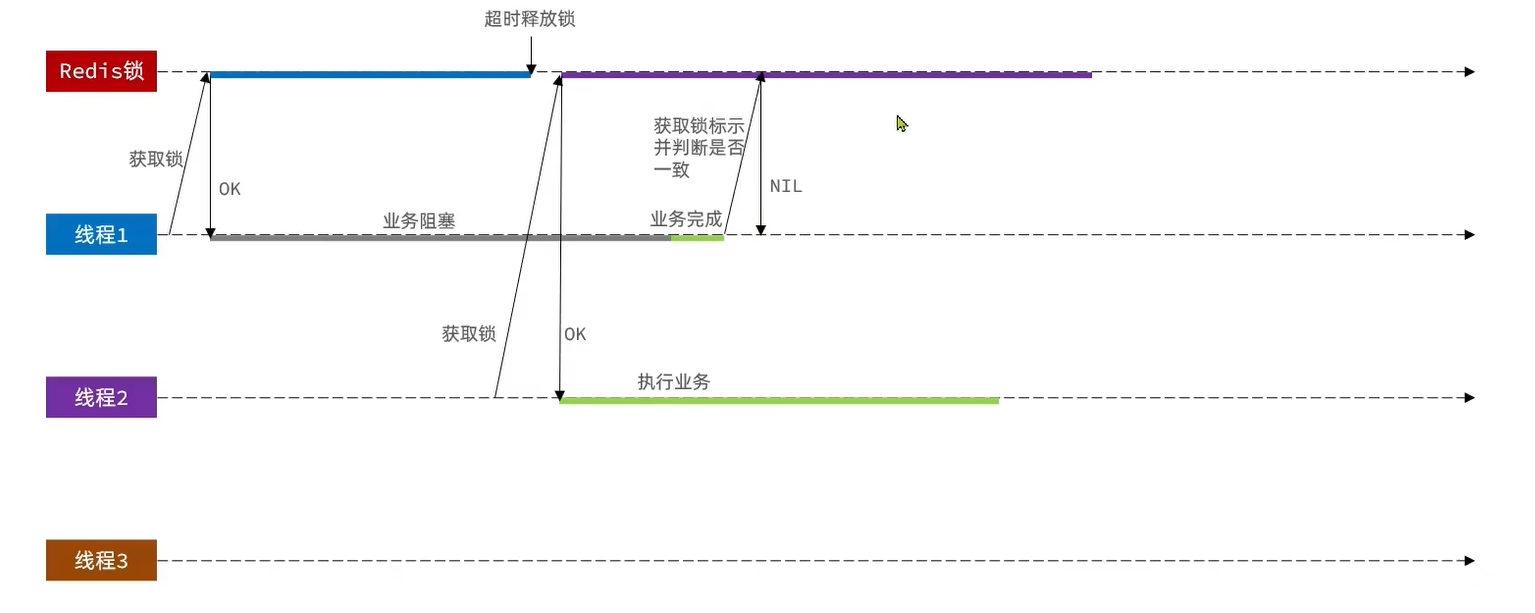 超时释放锁
Redis锁
获取锁标示
并判断是否
一致
获取锁
OK
NIL
业务阻塞
业务完成
线程1
获取锁
OK
执行业务
线程2
线程3